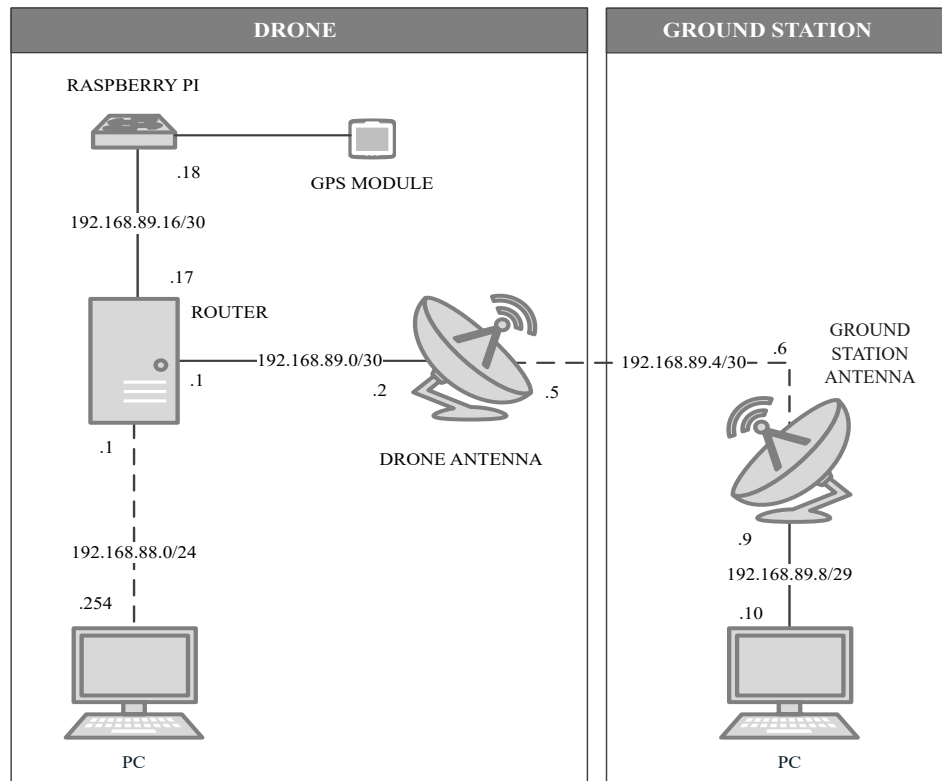 DRONE
GROUND STATION
RASPBERRY PI
.18
GPS MODULE
192.168.89.16/30
.17
ROUTER
192.168.89.0/30
.1
.2
.5
DRONE ANTENNA
192.168.89.4/30
.6
GROUND
STATION
ANTENNA
.1
192.168.88.0/24
.254
PC
.9
192.168.89.8/29
.10
PC